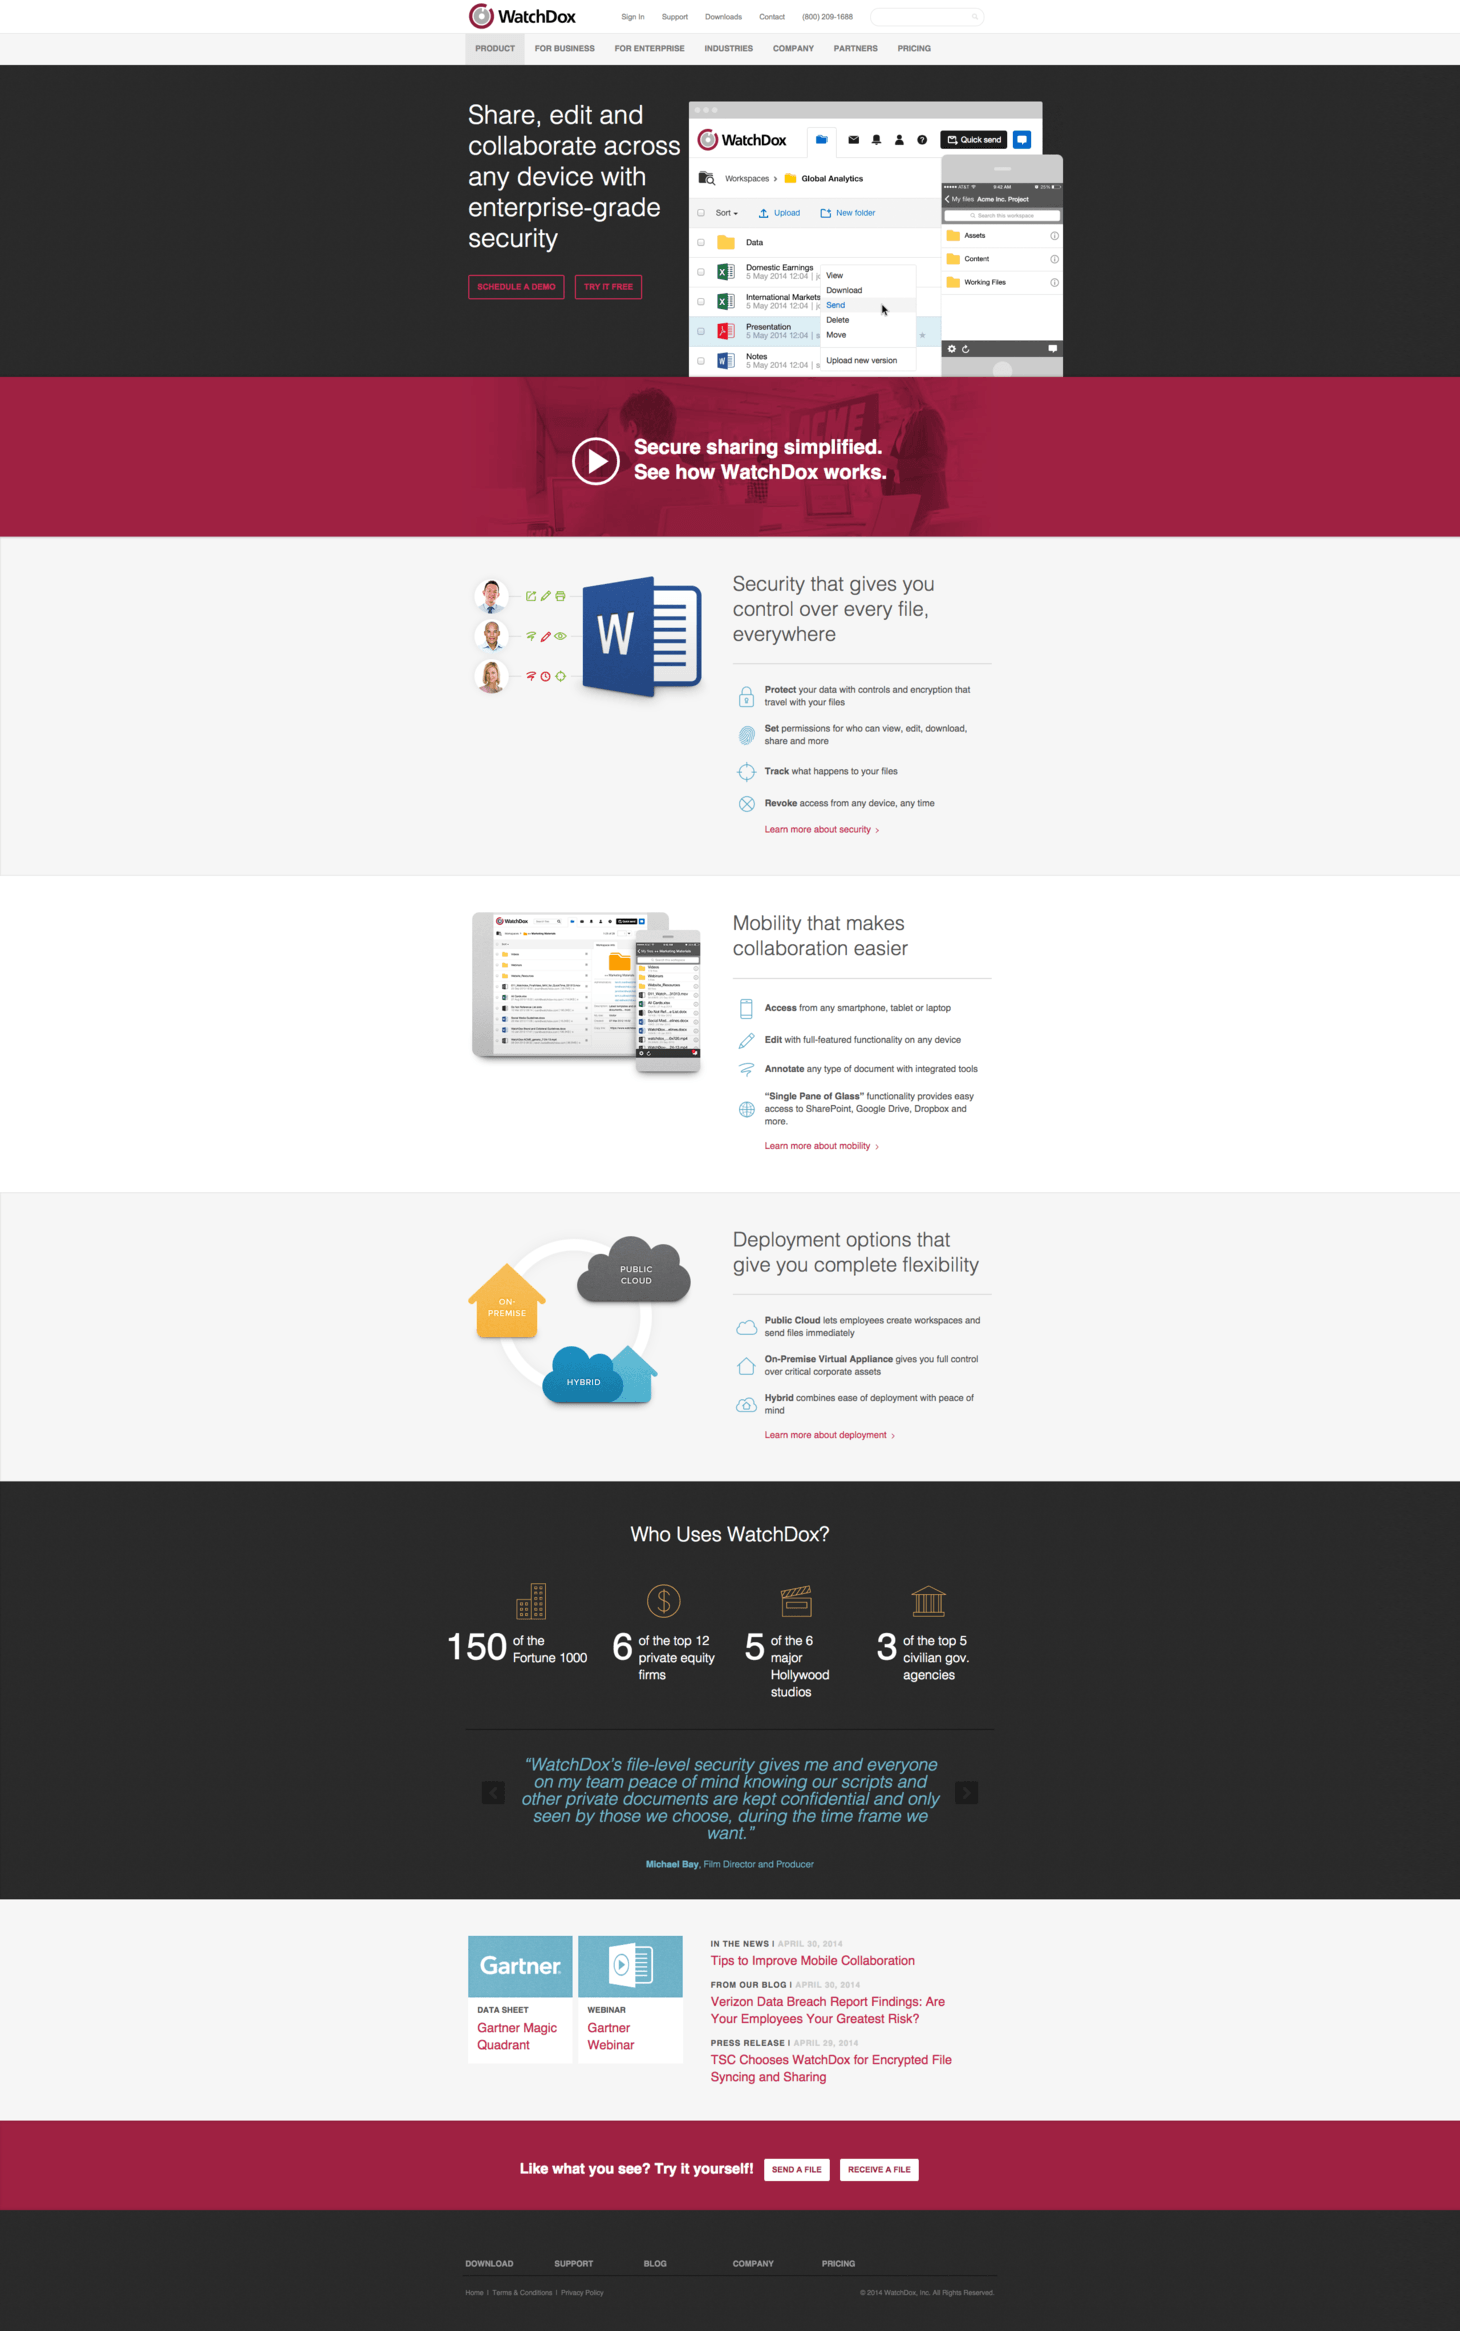 WatchDox
Sign In
Support
Downloads
Contact
(800) 209-1688
PRODUCT
FOR BUSINESS
FOR ENTERPRISE
INDUSTRIES
COMPANY
PARTNERS
PRICING
Share, edit and
collaborate across
any device with
enterprise-grade
security
SCHEDULE A DEMO
TRY IT FREE
WatchDox
Quick send
Workspaces > Global Analytics
Sort
Upload
New folder
Data
Domestic Earnings
5 May 2014 12:04 |
International Markets
5 May 2014 12:04 |
Presentation
5 May 2014 12:04 |
Notes
5 May 2014 12:04 |
View
Download
Send
Delete
Move
Upload new version
AT&T
9:42 AM
25%
My files Acme Inc. Project
Search this workspace
Assets
Content
Working Files
Secure sharing simplified.
See how WatchDox works.
W
Security that gives you
control over every file,
everywhere
Protect your data with controls and encryption that
travel with your files
Set permissions for who can view, edit, download,
share and more
Track what happens to your files
Revoke access from any device, any time
Learn more about security >
WatchDox
Mobility that makes
collaboration easier
Access from any smartphone, tablet or laptop
Edit with full-featured functionality on any device
Annotate any type of document with integrated tools
“Single Pane of Glass” functionality provides easy
access to SharePoint, Google Drive, Dropbox and
more.
Learn more about mobility >
PUBLIC
CLOUD
ON-
PREMISE
HYBRID
Deployment options that
give you complete flexibility
Public Cloud lets employees create workspaces and
send files immediately
On-Premise Virtual Appliance gives you full control
over critical corporate assets
Hybrid combines ease of deployment with peace of
mind
Learn more about deployment >
Who Uses WatchDox?
150 of the
Fortune 1000
6 of the top 12
private equity
firms
5 of the 6
major
Hollywood
studios
3 of the top 5
civilian gov.
agencies
“WatchDox’s file-level security gives me and everyone
on my team peace of mind knowing our scripts and
other private documents are kept confidential and only
seen by those we choose, during the time frame we
want.”
Michael Bay, Film Director and Producer
Gartner
DATA SHEET
Gartner Magic
Quadrant
WEBINAR
Gartner
Webinar
IN THE NEWS | APRIL 30, 2014
Tips to Improve Mobile Collaboration
FROM OUR BLOG | APRIL 30, 2014
Verizon Data Breach Report Findings: Are
Your Employees Your Greatest Risk?
PRESS RELEASE | APRIL 29, 2014
TSC Chooses WatchDox for Encrypted File
Syncing and Sharing
Like what you see? Try it yourself!
SEND A FILE
RECEIVE A FILE
DOWNLOAD
SUPPORT
BLOG
COMPANY
PRICING
Home | Terms & Conditions | Privacy Policy
© 2014 WatchDox, Inc. All Rights Reserved.